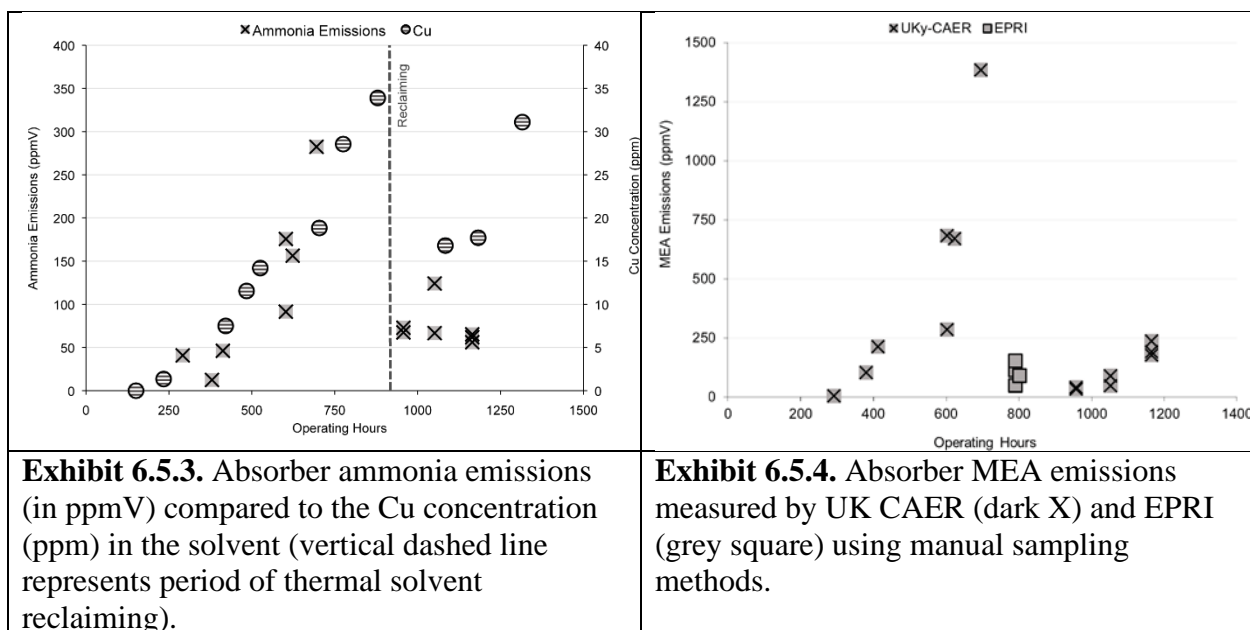 Ammonia Emissions Cu
400
350
300
250
200
150
100
50
0
Ammonia Emissions (ppmV)
40
35
30
25
20
15
10
5
0
Cu Concentration (ppm)
Reclaiming
0 250 500 750 1000 1250 1500
Operating Hours
UKy-CAER EPRI
1500
1250
1000
750
500
250
0
MEA Emissions (ppmV)
0 200 400 600 800 1000 1200 1400
Operating Hours
Exhibit 6.5.3. Absorber ammonia emissions
(in ppmV) compared to the Cu concentration
(ppm) in the solvent (vertical dashed line
represents period of thermal solvent
reclaiming).
Exhibit 6.5.4. Absorber MEA emissions
measured by UK CAER (dark X) and EPRI
(grey square) using manual sampling
methods.